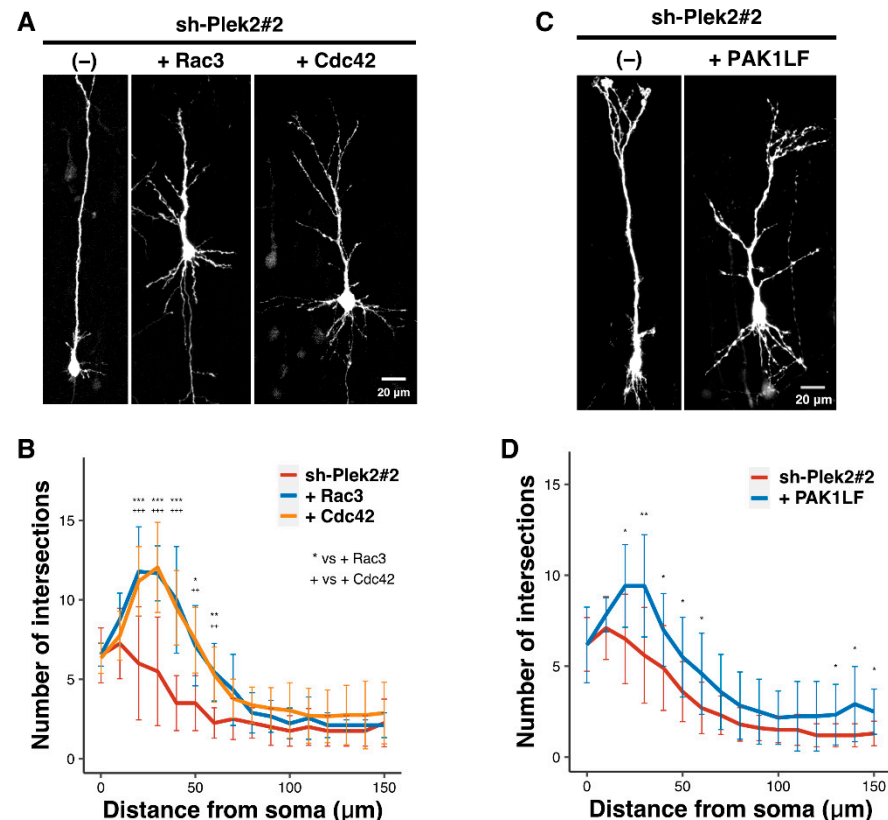 A
sh-Plek2#2
(–) + Rac3 + Cdc42
20 µm
C
sh-Plek2#2
(–) + PAK1LF
20 µm
B
Number of intersections
15
10
5
0
*** *** *** * **
+++ +++ +++ ++ ++
sh-Plek2#2
+ Rac3
+ Cdc42
* vs + Rac3
+ vs + Cdc42
0 50 100 150
Distance from soma (µm)
D
Number of intersections
15
10
5
0
* ** * * * * * *
sh-Plek2#2
+ PAK1LF
0 50 100 150
Distance from soma (µm)